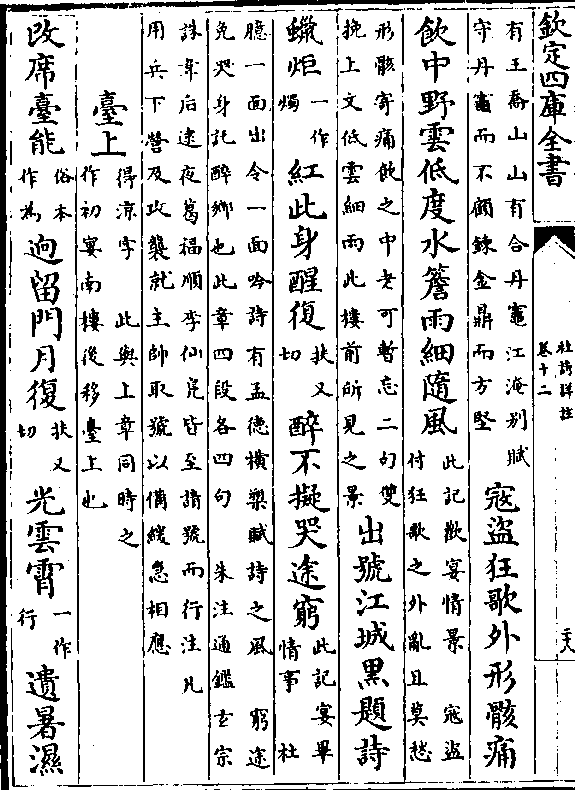 欽定四庫全書
杜詩詳註
卷十二
有王喬山山有合丹竈江淹别賦
守丹竈而不顧鍊金鼎而方堅
寇盜狂歌外形骸痛
飲中野雲低度水簷雨細隨風
此記歡宴情景 寇盜
付狂歌之外亂且莫愁
形骸寄痛飲之中老可暫忘二句雙
挽上文低雲細雨此樓前所見之景
出號江城黑題詩
蠟炬
一作
燭
紅此身醒復
扶又
切
醉不擬哭途窮
此記宴畢
情事 杜
臆一面出令一面吟詩有孟德横槊賦詩之風 窮途
免哭身託醉鄉也此章四段各四句 朱注通鑑玄宗
誅韋后逮夜葛福順李仙鳬皆至請號而行注凡
用兵下營及攻襲就主帥取號以備緩急相應
臺上
得涼字 此與上章同時之
作初宴南樓後移臺上也
改席臺能
俗本
作為
迥留門月復
扶又
切
光雲霄
一作
行
遺暑濕